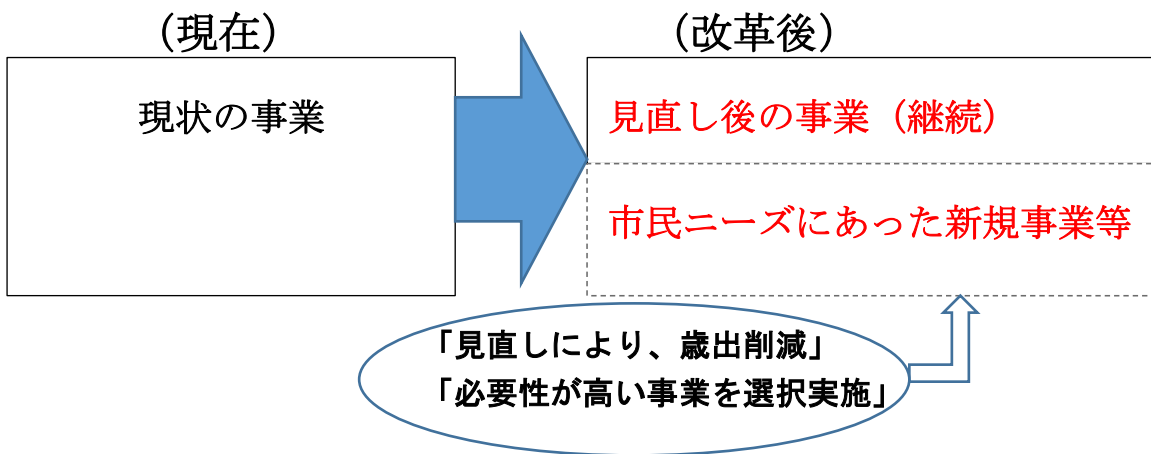 （現在）
（改革後）
現状の事業
見直し後の事業（継続）
市民ニーズにあった新規事業等
「見直しにより、歳出削減」
「必要性が高い事業を選択実施」